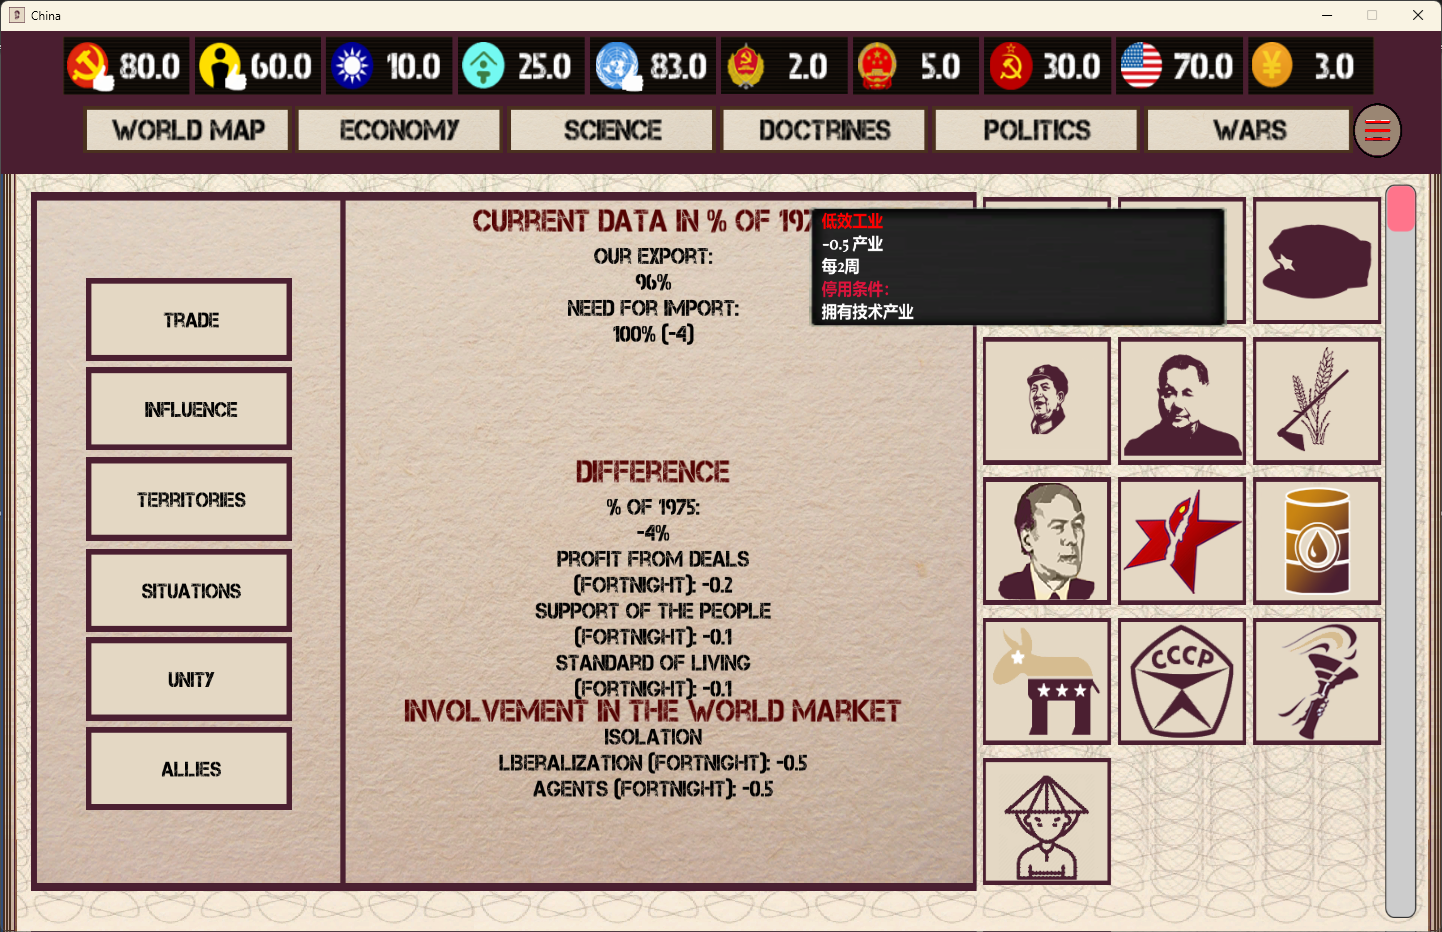 China
80.0
60.0
10.0
25.0
83.0
2.0
5.0
30.0
70.0
3.0
WORLD MAP
ECONOMY
SCIENCE
DOCTRINES
POLITICS
WARS
TRADE
INFLUENCE
TERRITORIES
SITUATIONS
UNITY
ALLIES
CURRENT DATA IN % OF 197
OUR EXPORT:
96%
NEED FOR IMPORT:
100% (-4)
DIFFERENCE
% OF 1975:
-4%
PROFIT FROM DEALS
(FORTNIGHT): -0.2
SUPPORT OF THE PEOPLE
(FORTNIGHT): -0.1
STANDARD OF LIVING
(FORTNIGHT): -0.1
INVOLVEMENT IN THE WORLD MARKET
ISOLATION
LBERALIZATION (FORTNIGHT): -0.5
AGENTS (FORTNIGHT): -0.5
低效工业
-0.5 产业
每2周
停用条件:
拥有技术产业
CCCP